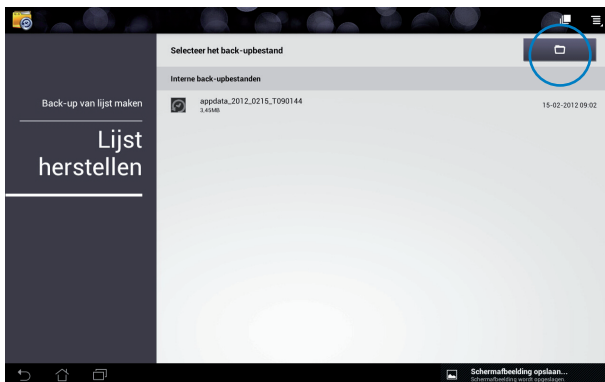 Selecteer het back-upbestand
Interne back-upbestanden
Back-up van lijst maken
Lijst
herstellen
appdata_2012_0215_T090144
3,45MB
15-02-2012 09:02
Schermafbeelding opslaan...
Schermafbeelding wordt opgeslagen.